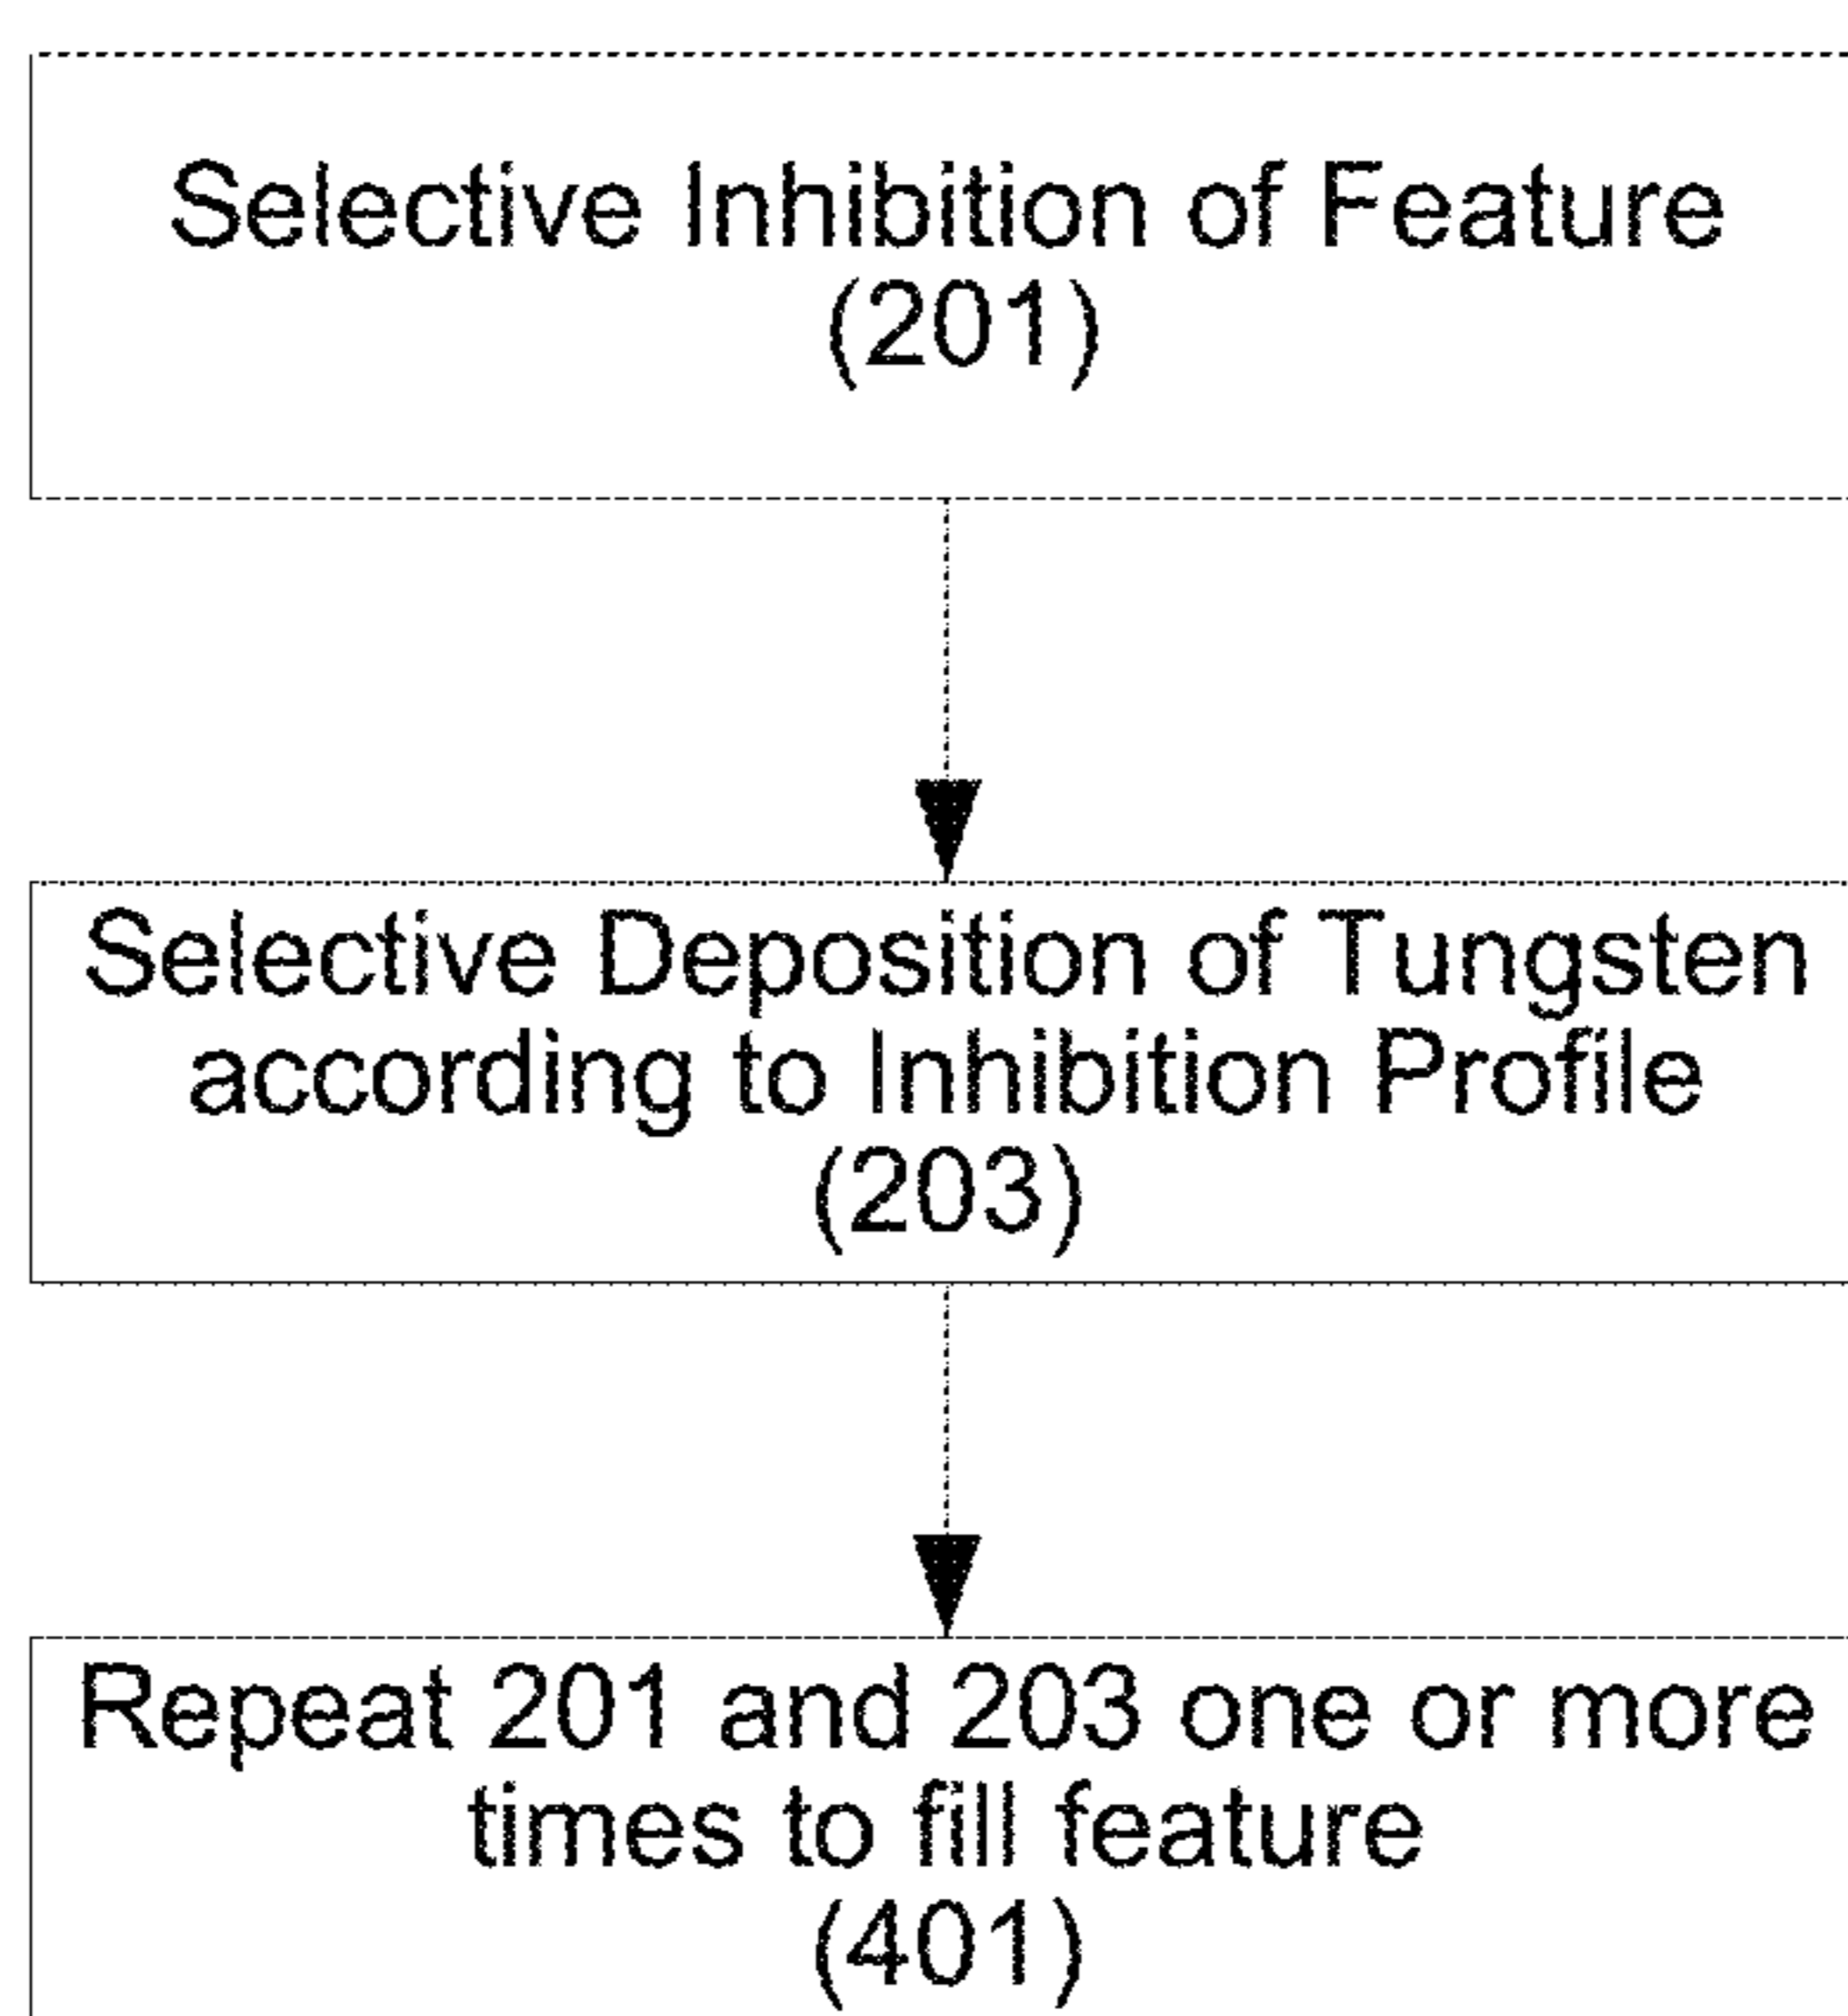 Selective Inhibition of Feature
(201)
Selective Deposition of Tungsten
according to Inhibition Profile
(203)
Repeat 201 and 203 one or more
times to fill feature
(401)